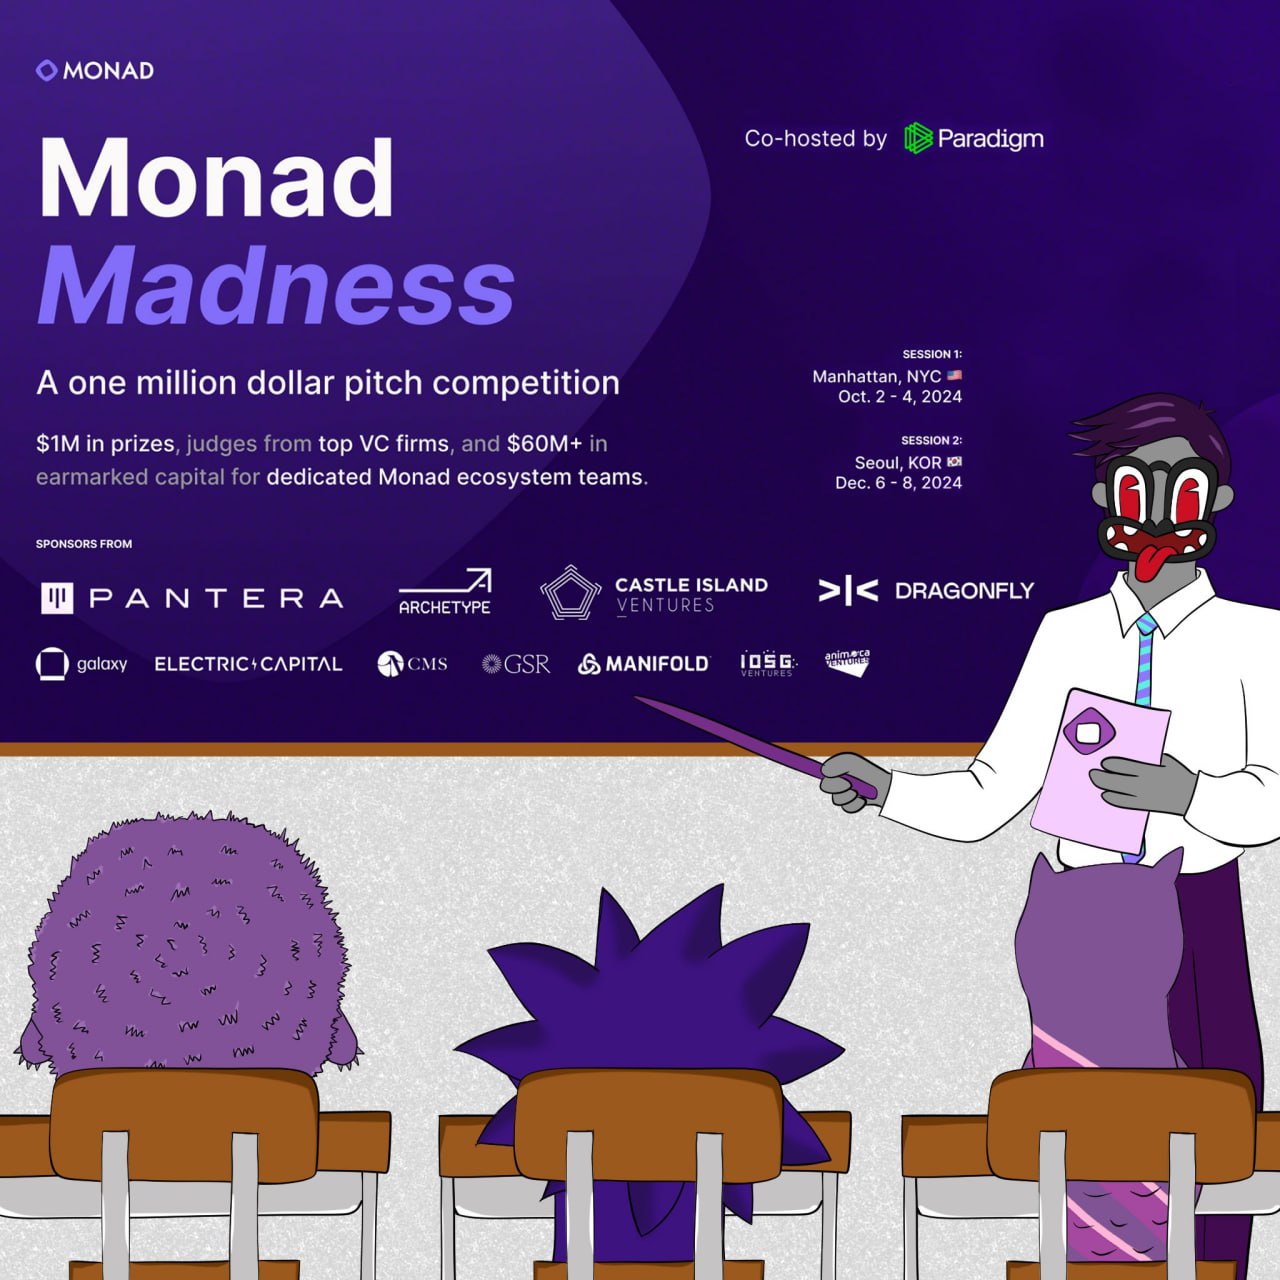 MONAD
Co-hosted by Paradigm
Monad
Madness
A one million dollar pitch competition
$1M in prizes, judges from top VC firms, and $60M+ in
earmarked capital for dedicated Monad ecosystem teams.
SESSION 1:
Manhattan, NYC
Oct. 2 - 4, 2024
SESSION 2:
Seoul, KOR
Dec. 6 - 8, 2024
SPONSORS FROM
PANTERA
ARCHETYPE
CASTLE ISLAND
VENTURES
DRAGONFLY
galaxy
ELECTRIC CAPITAL
CMS
GSR
MANIFOLD
IOSG
VENTURES
animoca
VENTURES